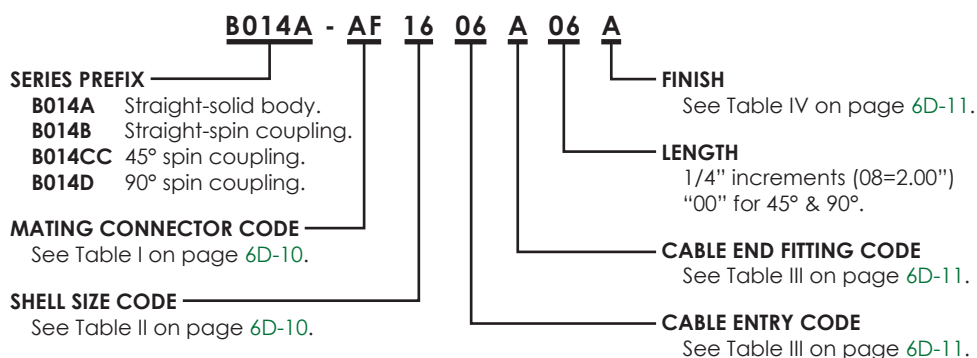 B014A - AF 16 06 A 06 A
SERIES PREFIX
B014A Straight-solid body.
B014B Straight-spin coupling.
B014CC 45° spin coupling.
B014D 90° spin coupling.
MATING CONNECTOR CODE
See Table I on page 6D-10.
SHELL SIZE CODE
See Table II on page 6D-10.
FINISH
See Table IV on page 6D-11.
LENGTH
1/4” increments (08=2.00”)
“00” for 45° & 90°.
CABLE END FITTING CODE
See Table III on page 6D-11.
CABLE ENTRY CODE
See Table III on page 6D-11.